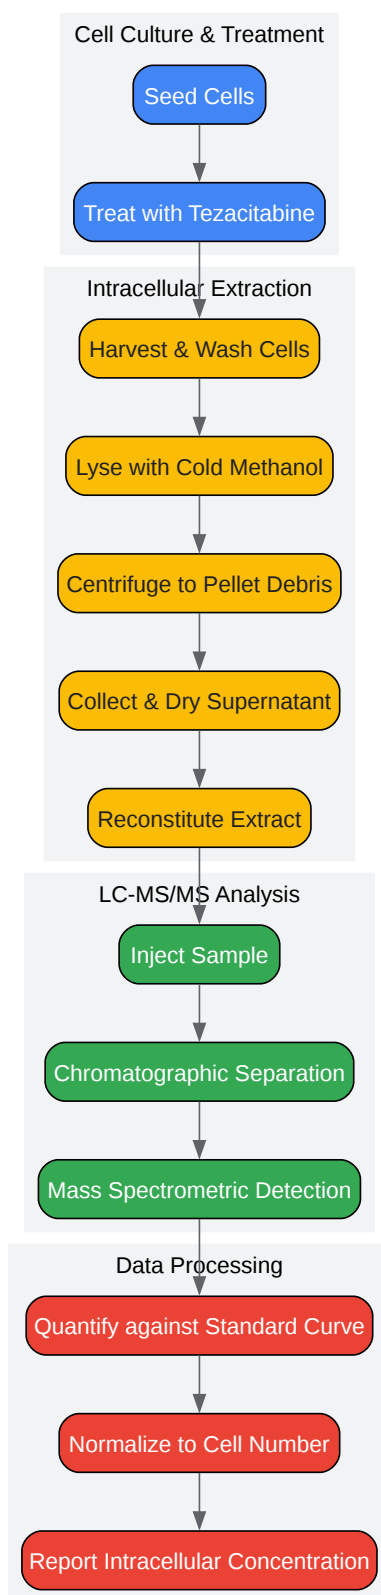 Cell Culture & Treatment
Seed Cells
Treat with Tezacitabine
Intracellular Extraction
Harvest & Wash Cells
Lyse with Cold Methanol
Centrifuge to Pellet Debris
Collect & Dry Supernatant
Reconstitute Extract
LC-MS/MS Analysis
Inject Sample
Chromatographic Separation
Mass Spectrometric Detection
Data Processing
Quantify against Standard Curve
Normalize to Cell Number
Report Intracellular Concentration